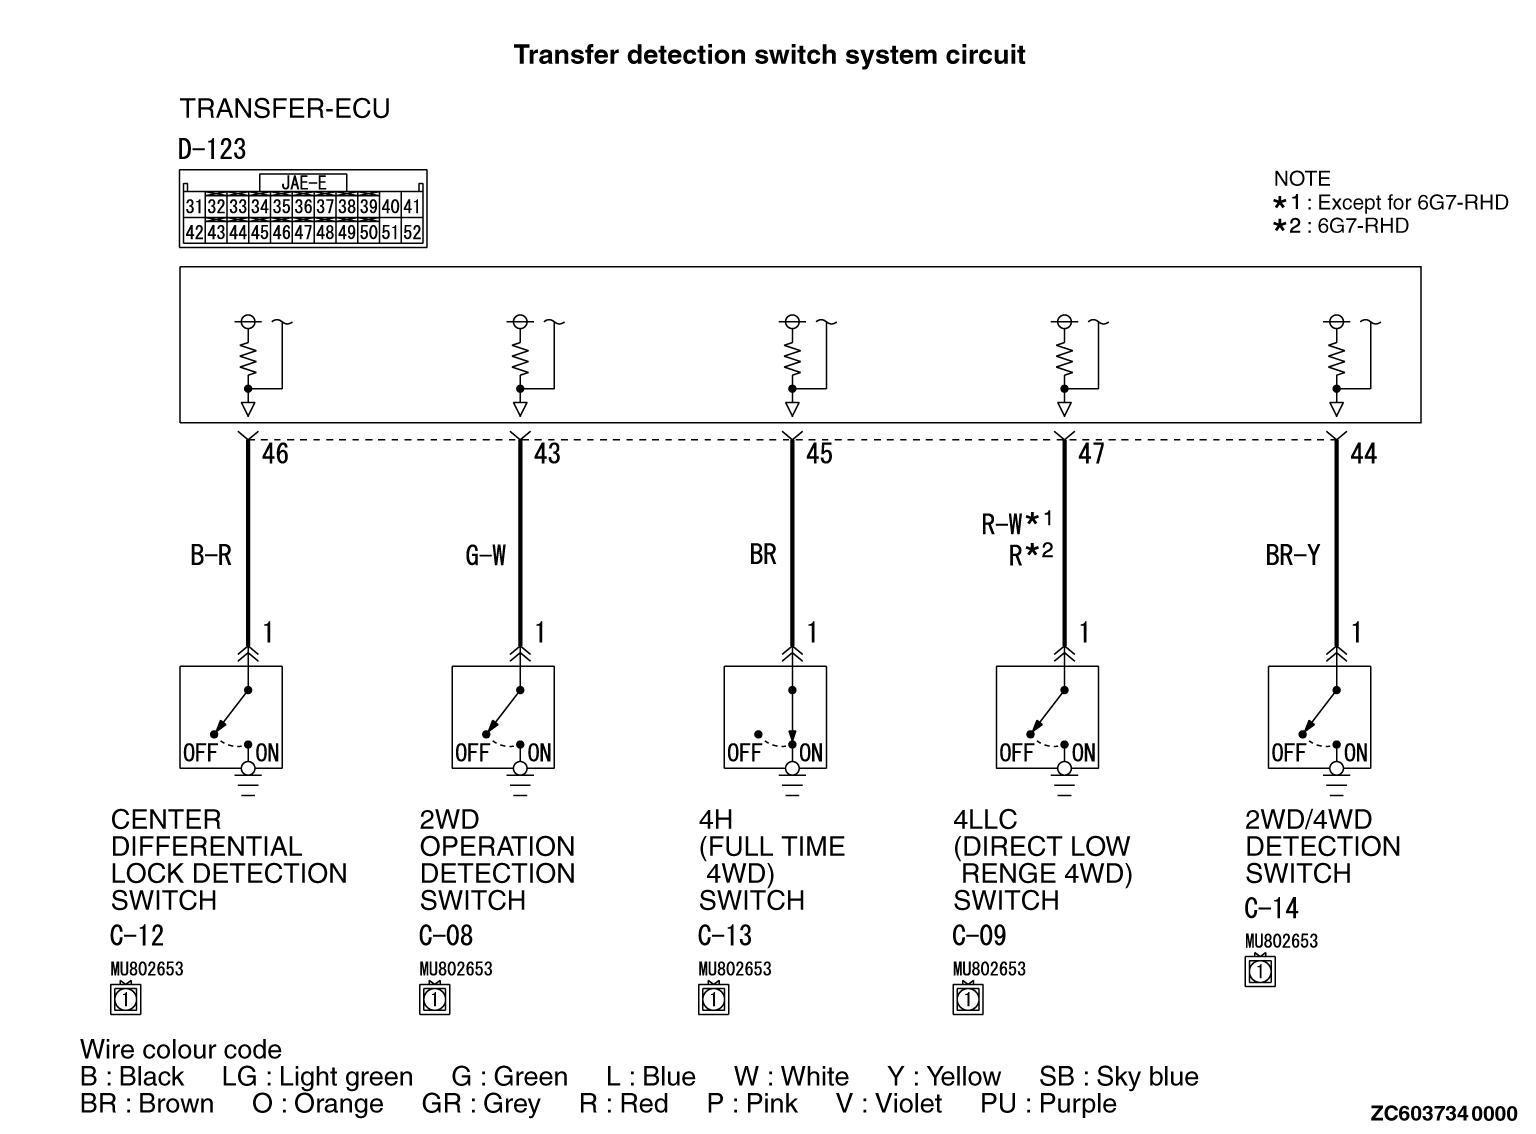 Transfer detection switch system circuit
TRANSFER-ECU
D-123
JAE-E
31 32 33 34 35 36 37 38 39 40 41
42 43 44 45 46 47 48 49 50 51 52
NOTE
*1 : Except for 6G7-RHD
*2 : 6G7-RHD
46 43 45 47 44
R-W*1
B-R G-W BR R*2 BR-Y
1 1 1 1 1
OFF ON OFF ON OFF ON OFF ON OFF ON
CENTER
DIFFERENTIAL
LOCK DETECTION
SWITCH
C-12
MU802653
1
2WD
OPERATION
DETECTION
SWITCH
C-08
MU802653
1
4H
(FULL TIME
4WD)
SWITCH
C-13
MU802653
1
4LLC
(DIRECT LOW
RENGE 4WD)
SWITCH
C-09
MU802653
1
2WD/4WD
DETECTION
SWITCH
C-14
MU802653
1
Wire colour code
B : Black LG : Light green G : Green L : Blue W : White Y : Yellow SB : Sky blue
BR : Brown O : Orange GR : Grey R : Red P : Pink V : Violet PU : Purple
ZC6037340000